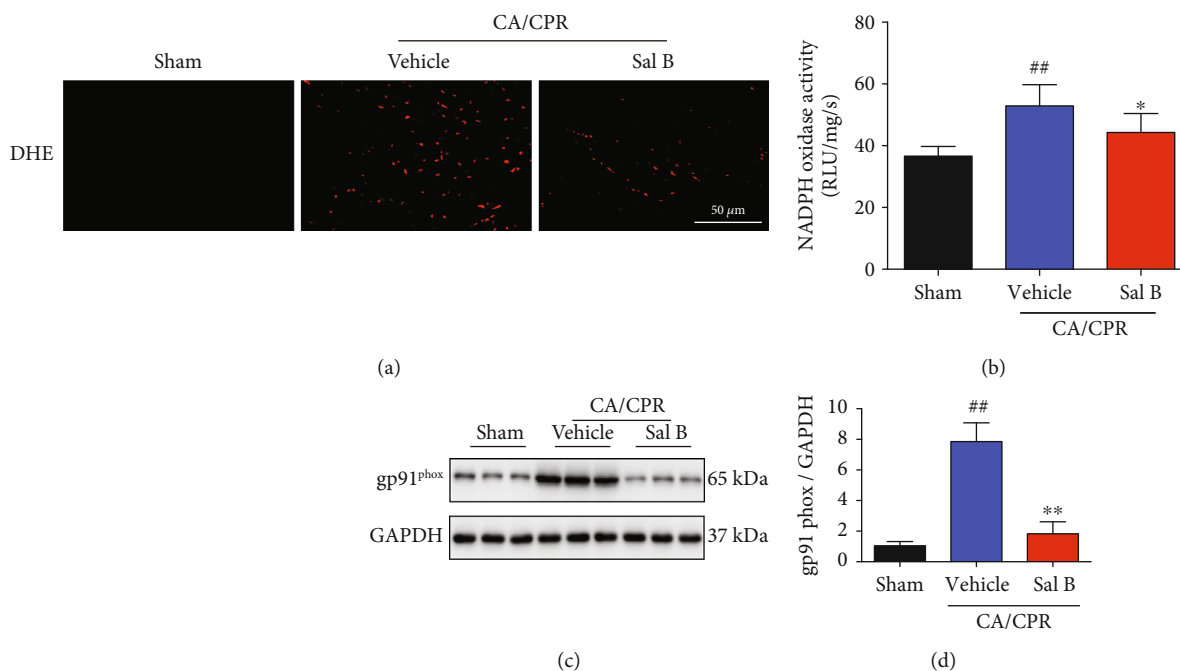 CA/CPR
Sham Vehicle Sal B
DHE
50 μm
(a)
NADPH oxidase activity
(RLU/mg/s)
80
60
40
20
0
##
*
Sham Vehicle Sal B
CA/CPR
(b)
CA/CPR
Sham Vehicle Sal B
gp91phox 65 kDa
GAPDH 37 kDa
(c)
gp91 phox / GAPDH
10
8
6
4
2
0
##
**
Sham Vehicle Sal B
CA/CPR
(d)